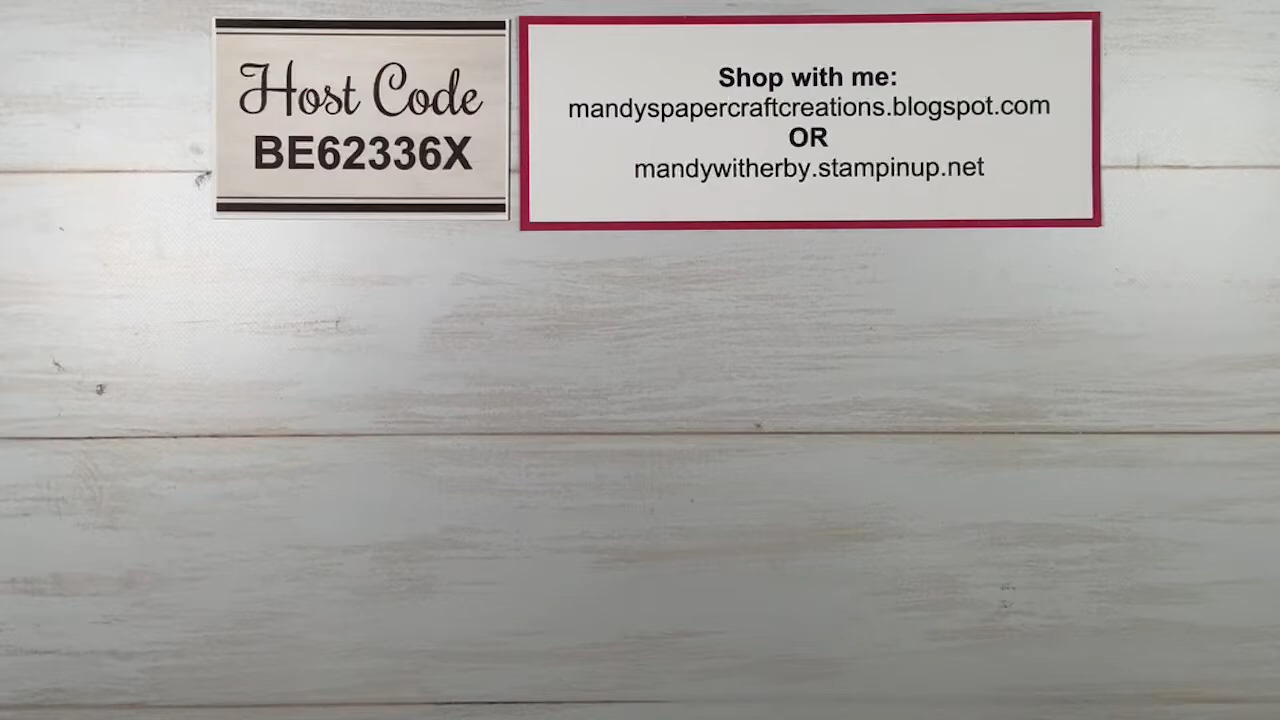 Host Code
BE62336X
Shop with me:
mandyspapercraftcreations.blogspot.com
OR
mandywitherby.stampinup.net